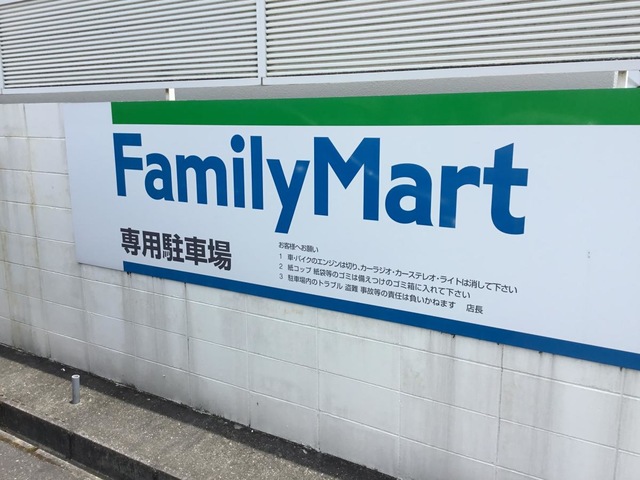 FamilyMart
専用駐車場
お客様へお願い
1 車・バイクのエンジンは切り、カーラジオ・カーステレオ・ライトは消して下さい
2 紙コップ 紙袋等のゴミは備えつけのゴミ箱に入れて下さい
3 駐車場内のトラブル 盗難 事故等の責任は負いかねます 店長